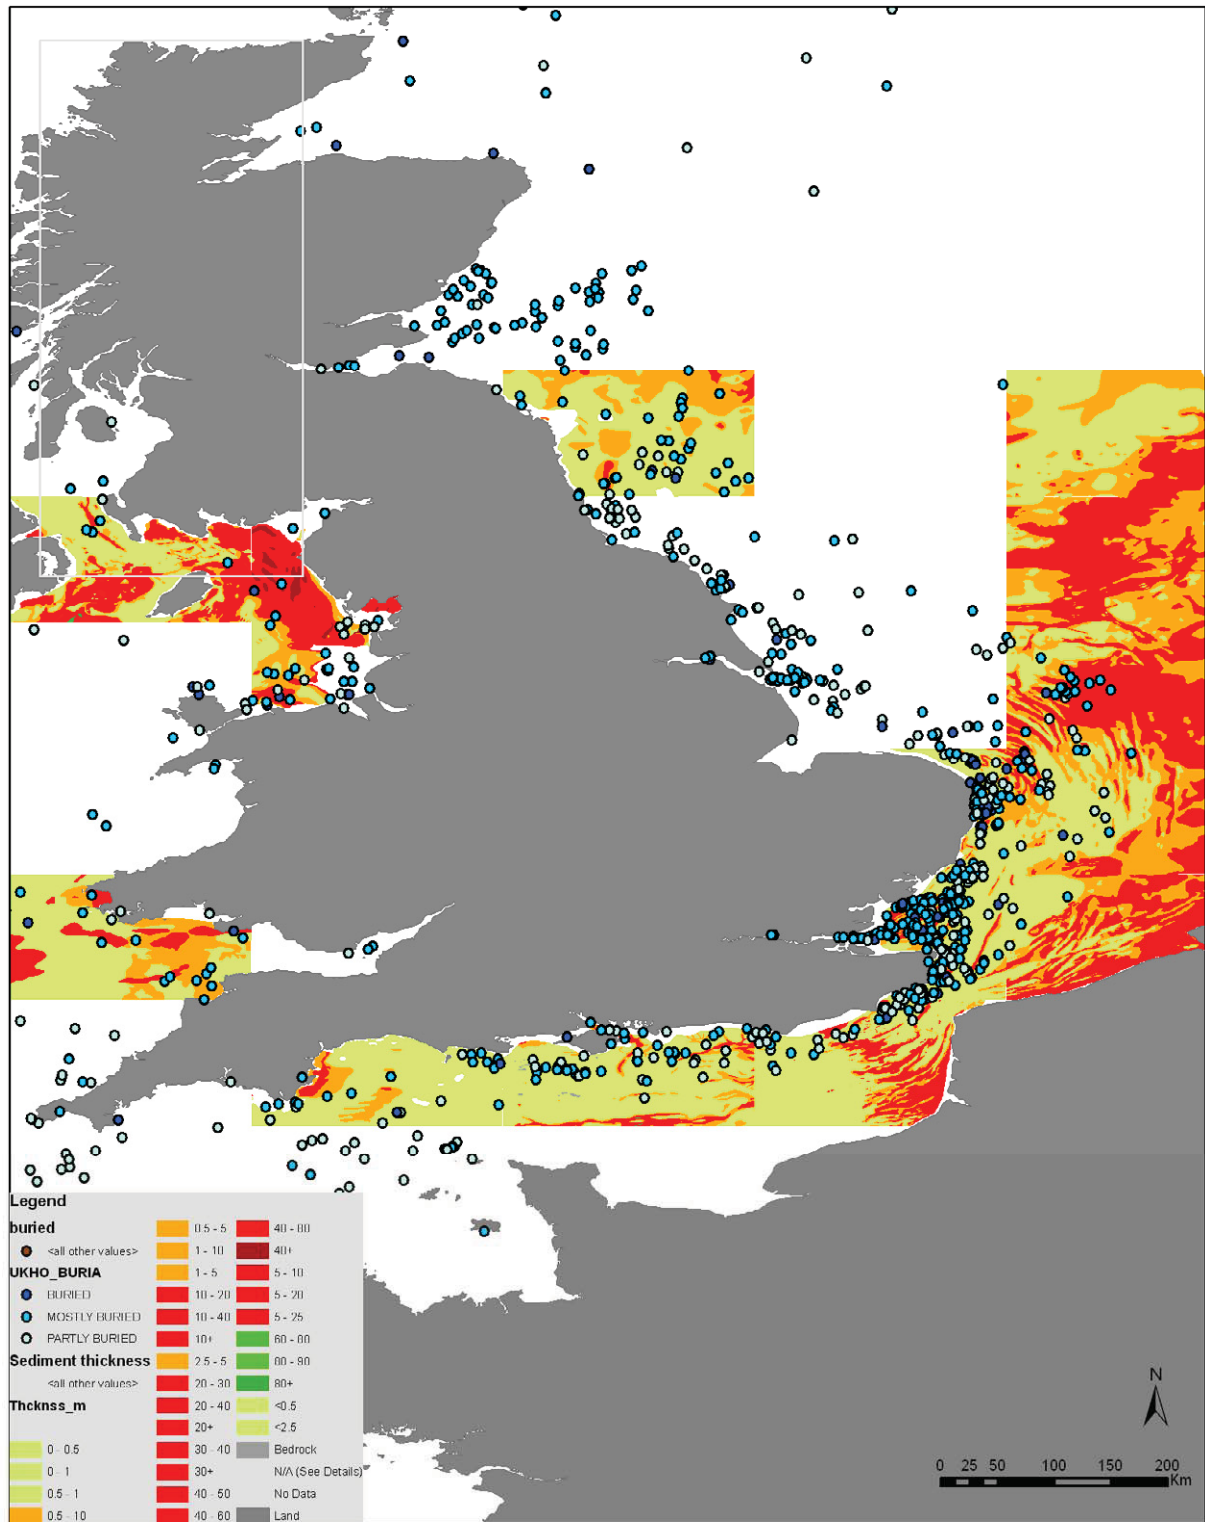 Legend
buried
<all other values>
UKHO_BURIA
BURIED
MOSTLY BURIED
PARTLY BURIED
Sediment thickness
<all other values>
Thcknss_m
0 - 0.5
0 - 1
0.5 - 1
0.5 - 10
0.5 - 5
1 - 10
1 - 5
10 - 20
10 - 40
10+
2.5 - 5
20 - 30
20 - 40
20+
30 - 40
30+
40 - 50
40 - 60
40 - 80
40+
5 - 10
5 - 20
5 - 25
60 - 80
80 - 90
80+
<0.5
<2.5
Bedrock
N/A (See Details)
No Data
Land
N
0 25 50 100 150 200
Km